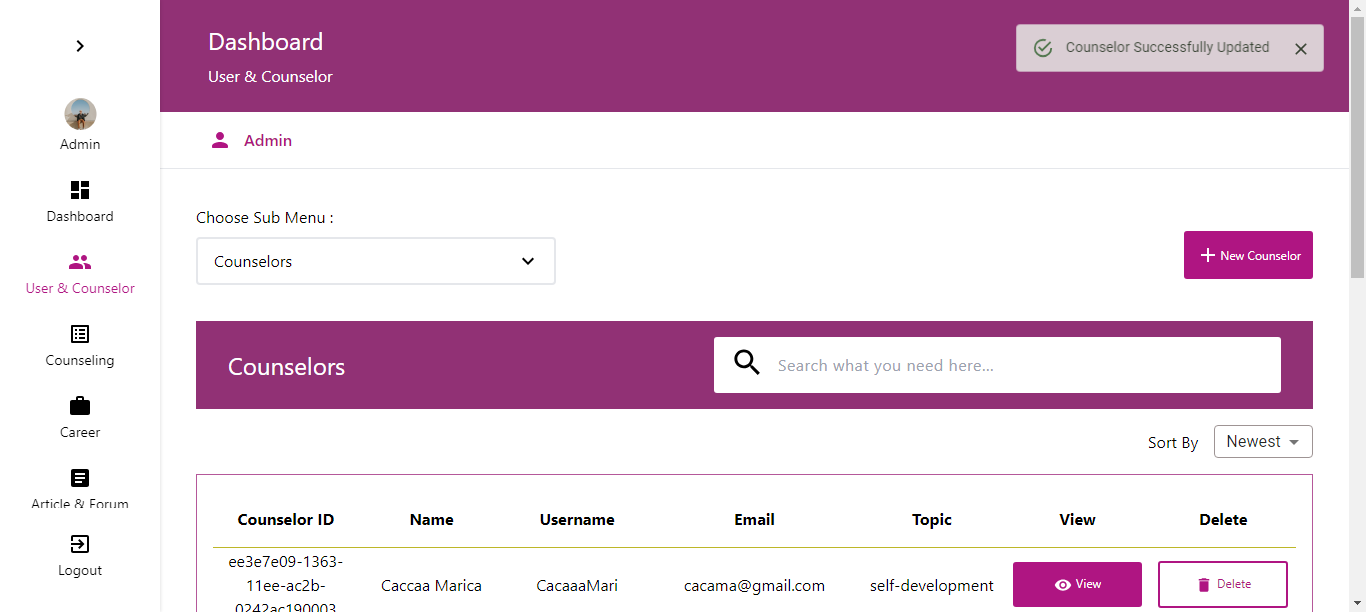 Dashboard
User & Counselor
Counselor Successfully Updated
Admin
Dashboard
User & Counselor
Counseling
Career
Article & Forum
Logout
Admin
Choose Sub Menu :
Counselors
New Counselor
Counselors
Search what you need here...
Sort By
Newest
Counselor ID Name Username Email Topic View Delete
ee3e7e09-1363-
11ee-ac2b-
0242ac190003
Caccaa Marica CacaaaMari cacama@gmail.com self-development View Delete